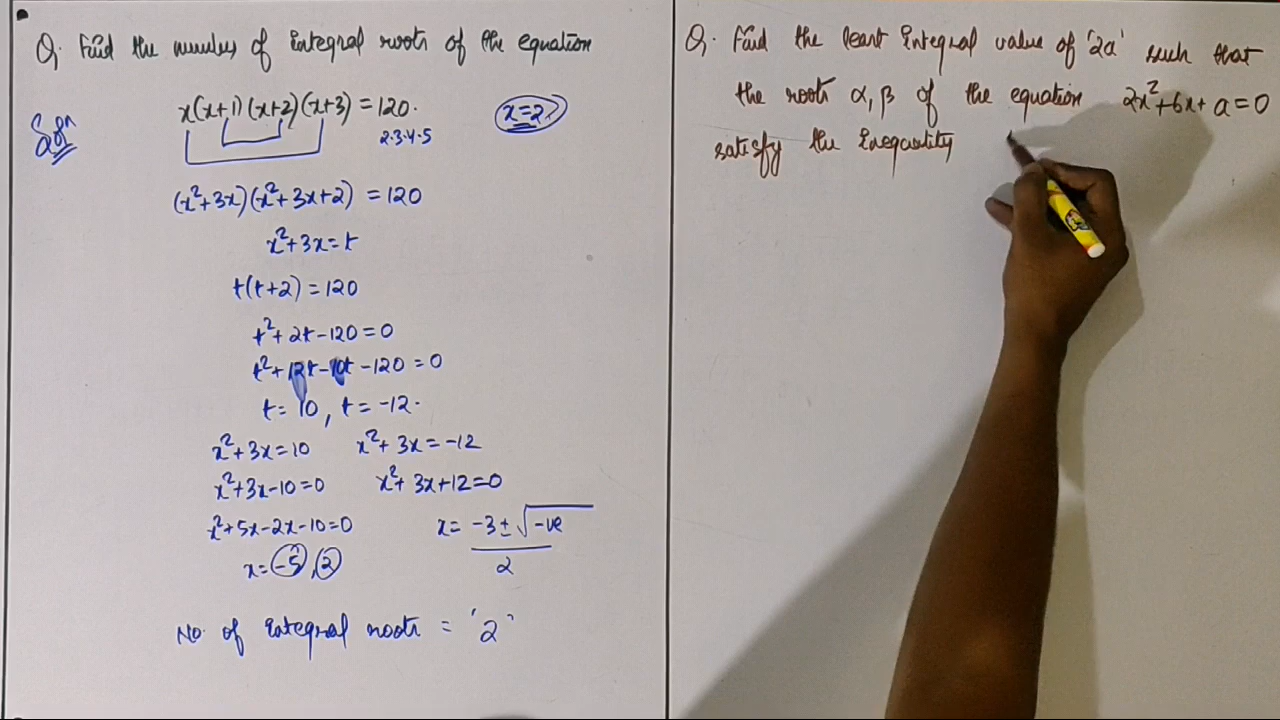 Q. Find the number of integral roots of the equation
x(x+1)(x+2)(x+3) = 120.
x=2
2·3·4·5
Solⁿ
(x²+3x)(x²+3x+2) = 120
x²+3x=t
t(t+2) = 120
t²+2t-120=0
t²+12t-10t-120=0
t=10, t=-12.
x²+3x=10 x²+3x=-12
x²+3x-10=0 x²+3x+12=0
x²+5x-2x-10=0 x= -3±√-ve / 2
x=-5,2
No. of integral roots = '2'
Q. Find the least integral value of '2a' such that
the roots α,β of the equation 2x²+6x+a=0
satisfy the inequality